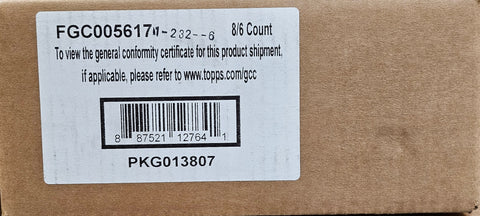 FGC005617 11-232--6 8/6 Count
To view the general conformity certificate for this product shipment,
if applicable, please refer to www.topps.com/gcc
8 87521 12764 1
PKG013807